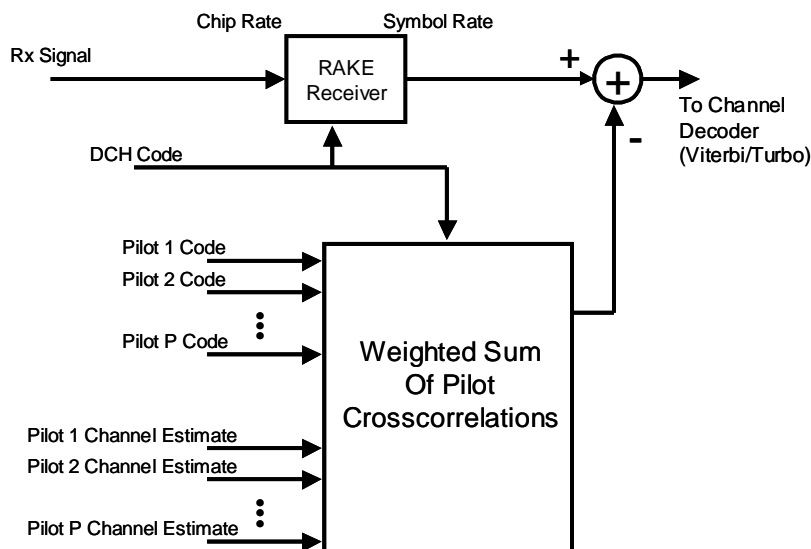 Chip Rate
Symbol Rate
Rx Signal
RAKE
Receiver
+
+
To Channel
Decoder
(Viterbi/Turbo)
-
DCH Code
Pilot 1 Code
Pilot 2 Code
Pilot P Code
Weighted Sum
Of Pilot
Crosscorrelations
Pilot 1 Channel Estimate
Pilot 2 Channel Estimate
Pilot P Channel Estimate